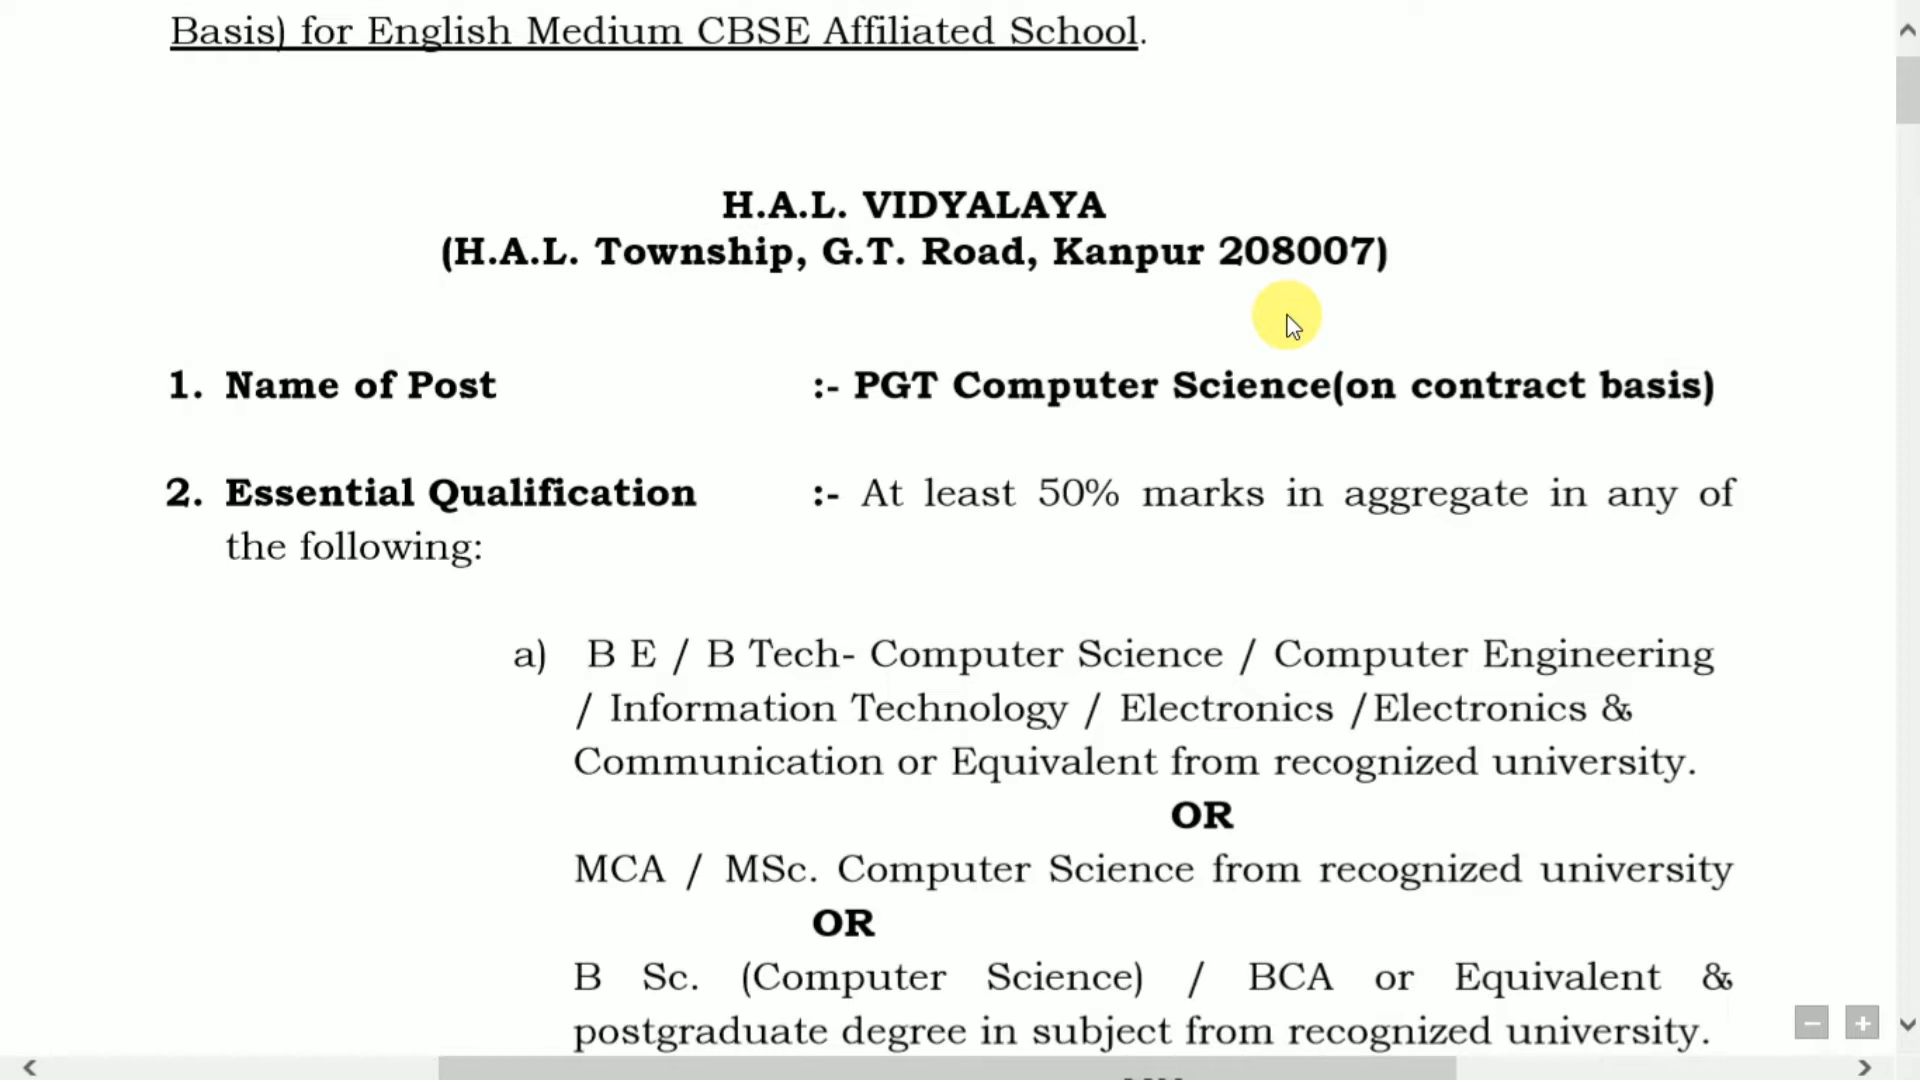 Basis) for English Medium CBSE Affiliated School.
H.A.L. VIDYALAYA
(H.A.L. Township, G.T. Road, Kanpur 208007)
1. Name of Post :- PGT Computer Science(on contract basis)
2. Essential Qualification :- At least 50% marks in aggregate in any of
the following:
a) B E / B Tech- Computer Science / Computer Engineering
/ Information Technology / Electronics /Electronics &
Communication or Equivalent from recognized university.
OR
MCA / MSc. Computer Science from recognized university
OR
B Sc. (Computer Science) / BCA or Equivalent &
postgraduate degree in subject from recognized university.